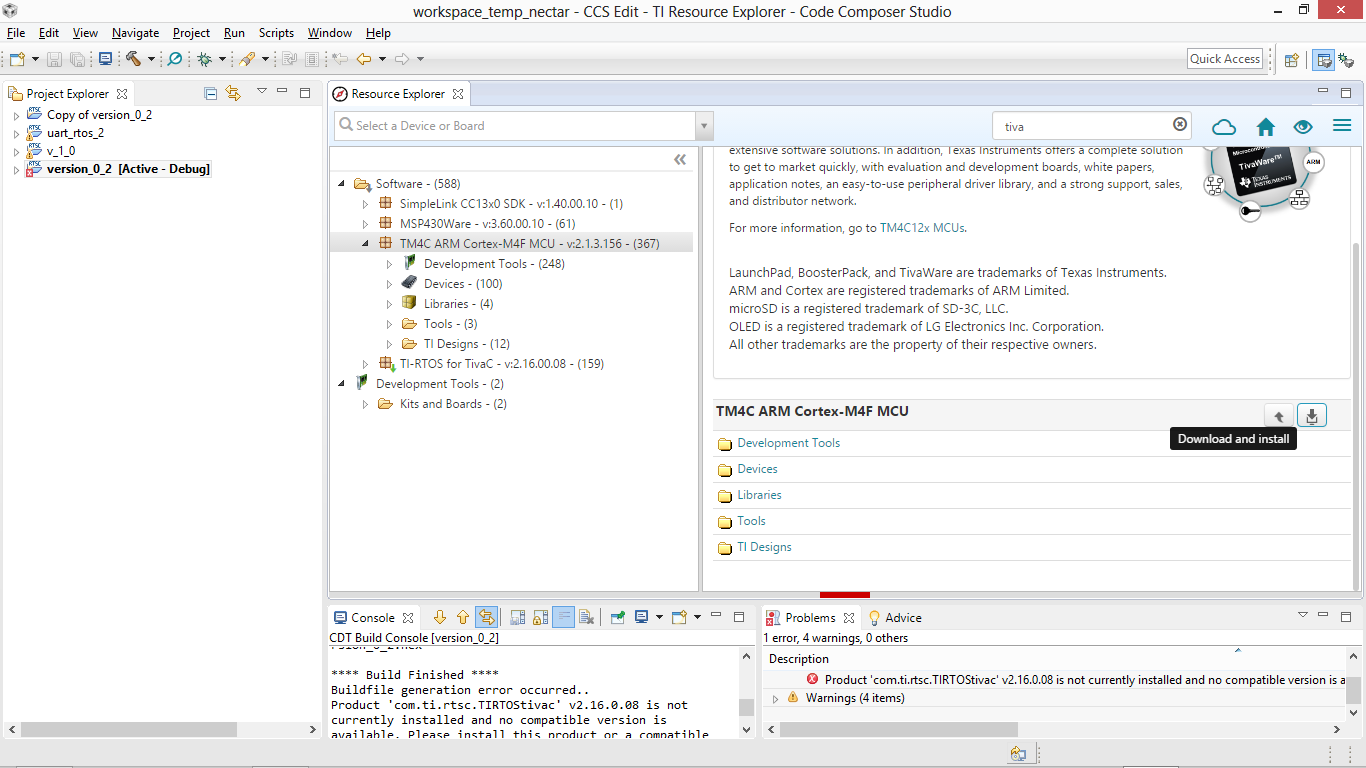 workspace_temp_nectar - CCS Edit - TI Resource Explorer - Code Composer Studio
File Edit View Navigate Project Run Scripts Window Help
Quick Access
Project Explorer
Copy of version_0_2
uart_rtos_2
v_1_0
version_0_2 [Active - Debug]
Resource Explorer
Select a Device or Board
tiva
Software - (588)
SimpleLink CC13x0 SDK - v:1.40.00.10 - (1)
MSP430Ware - v:3.60.00.10 - (61)
TM4C ARM Cortex-M4F MCU - v:2.1.3.156 - (367)
Development Tools - (248)
Devices - (100)
Libraries - (4)
Tools - (3)
TI Designs - (12)
TI-RTOS for TivaC - v:2.16.00.08 - (159)
Development Tools - (2)
Kits and Boards - (2)
extensive software solutions. In addition, Texas Instruments offers a complete solution
to get to market quickly, with evaluation and development boards, white papers,
application notes, an easy-to-use peripheral driver library, and a strong support, sales,
and distributor network.
For more information, go to TM4C12x MCUs.
TivaWare™
TEXAS INSTRUMENTS
ARM
LaunchPad, BoosterPack, and TivaWare are trademarks of Texas Instruments.
ARM and Cortex are registered trademarks of ARM Limited.
microSD is a registered trademark of SD-3C, LLC.
OLED is a registered trademark of LG Electronics Inc. Corporation.
All other trademarks are the property of their respective owners.
TM4C ARM Cortex-M4F MCU
Download and install
Development Tools
Devices
Libraries
Tools
TI Designs
Console
CDT Build Console [version_0_2]
**** Build Finished ****
Buildfile generation error occurred..
Product 'com.ti.rtsc.TIRTOStivac' v2.16.0.08 is not
currently installed and no compatible version is
available. Please install this product or a compatible
Problems
Advice
1 error, 4 warnings, 0 others
Description
Product 'com.ti.rtsc.TIRTOStivac' v2.16.0.08 is not currently installed and no compatible version is a
Warnings (4 items)